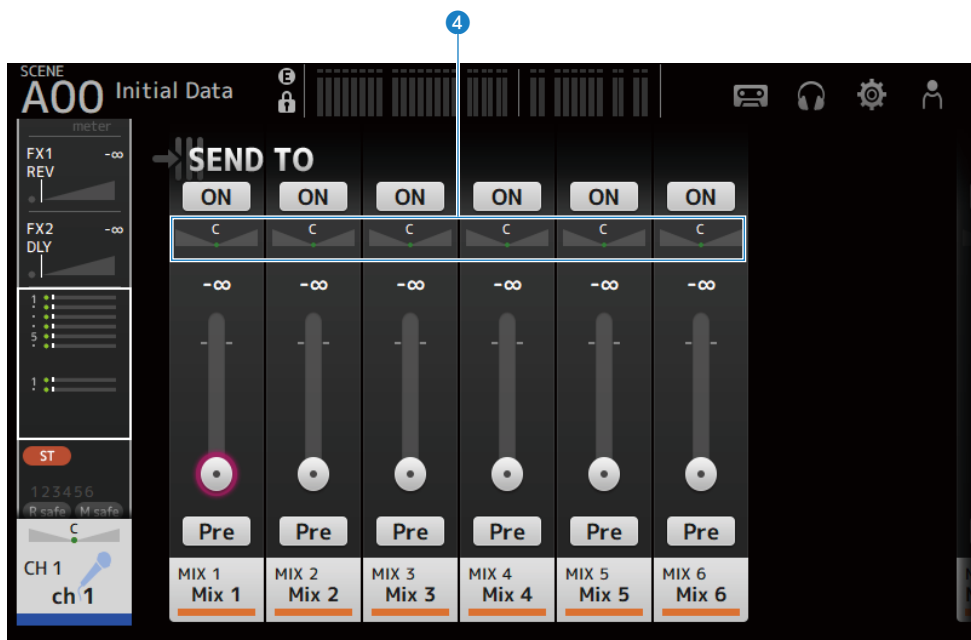 4
SCENE
A00 Initial Data
E
meter
FX1 -∞
REV
FX2 -∞
DLY
1
5
1
ST
123456
R safe M safe
C
CH 1
ch 1
SEND TO
ON ON ON ON ON ON
C C C C C C
-∞ -∞ -∞ -∞ -∞ -∞
Pre Pre Pre Pre Pre Pre
MIX 1 MIX 2 MIX 3 MIX 4 MIX 5 MIX 6
Mix 1 Mix 2 Mix 3 Mix 4 Mix 5 Mix 6